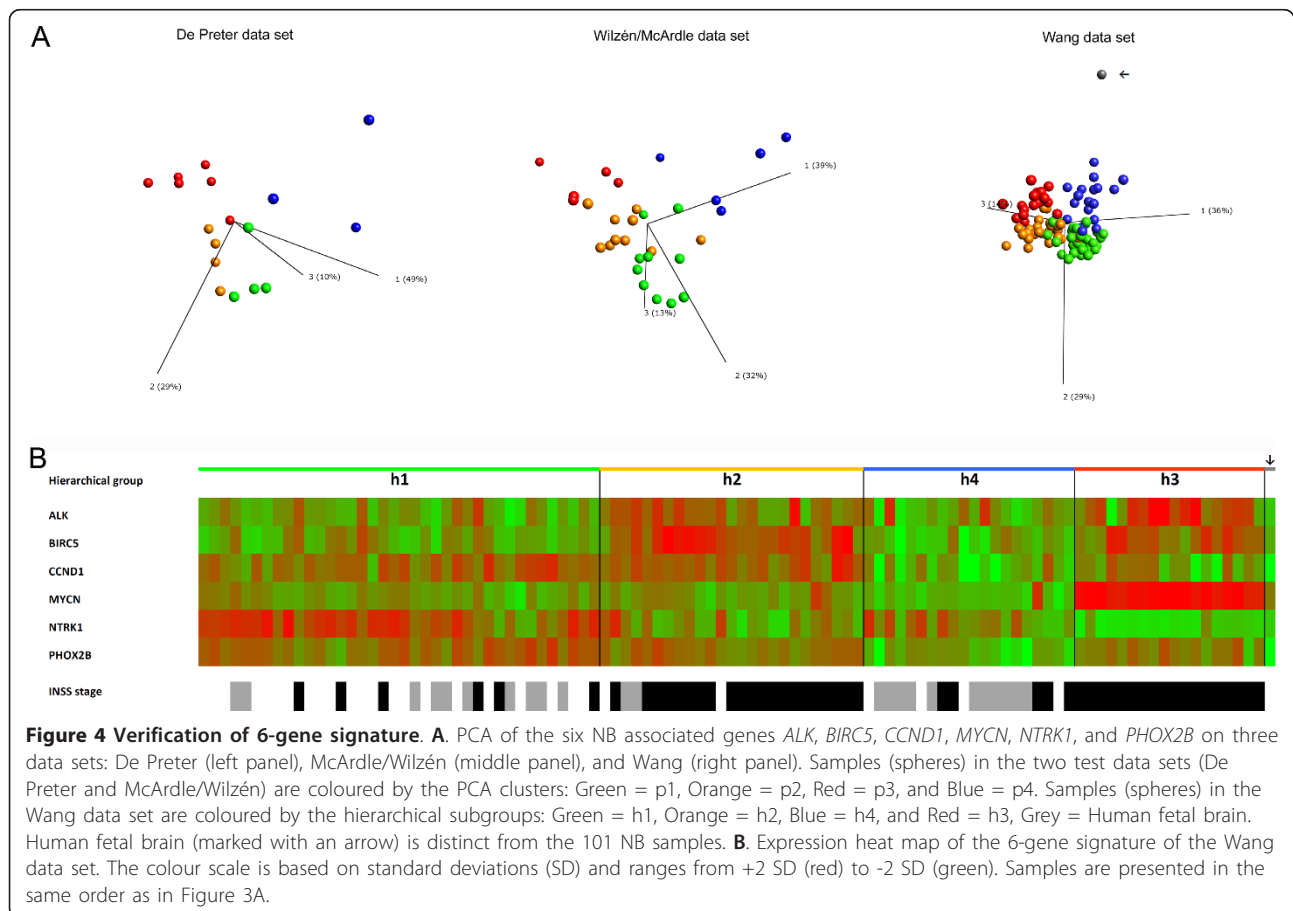 A
De Preter data set
Wilzén/McArdle data set
Wang data set
←
1 (39%)
3 (10%)
1 (49%)
3 (13%)
2 (29%)
2 (32%)
1 (36%)
2 (29%)
B
↓
Hierarchical group
h1
h2
h4
h3
ALK
BIRC5
CCND1
MYCN
NTRK1
PHOX2B
INSS stage
Figure 4 Verification of 6-gene signature. A. PCA of the six NB associated genes ALK, BIRC5, CCND1, MYCN, NTRK1, and PHOX2B on three
data sets: De Preter (left panel), McArdle/Wilzén (middle panel), and Wang (right panel). Samples (spheres) in the two test data sets (De
Preter and McArdle/Wilzén) are coloured by the PCA clusters: Green = p1, Orange = p2, Red = p3, and Blue = p4. Samples (spheres) in the
Wang data set are coloured by the hierarchical subgroups: Green = h1, Orange = h2, Blue = h4, and Red = h3, Grey = Human fetal brain.
Human fetal brain (marked with an arrow) is distinct from the 101 NB samples. B. Expression heat map of the 6-gene signature of the Wang
data set. The colour scale is based on standard deviations (SD) and ranges from +2 SD (red) to -2 SD (green). Samples are presented in the
same order as in Figure 3A.